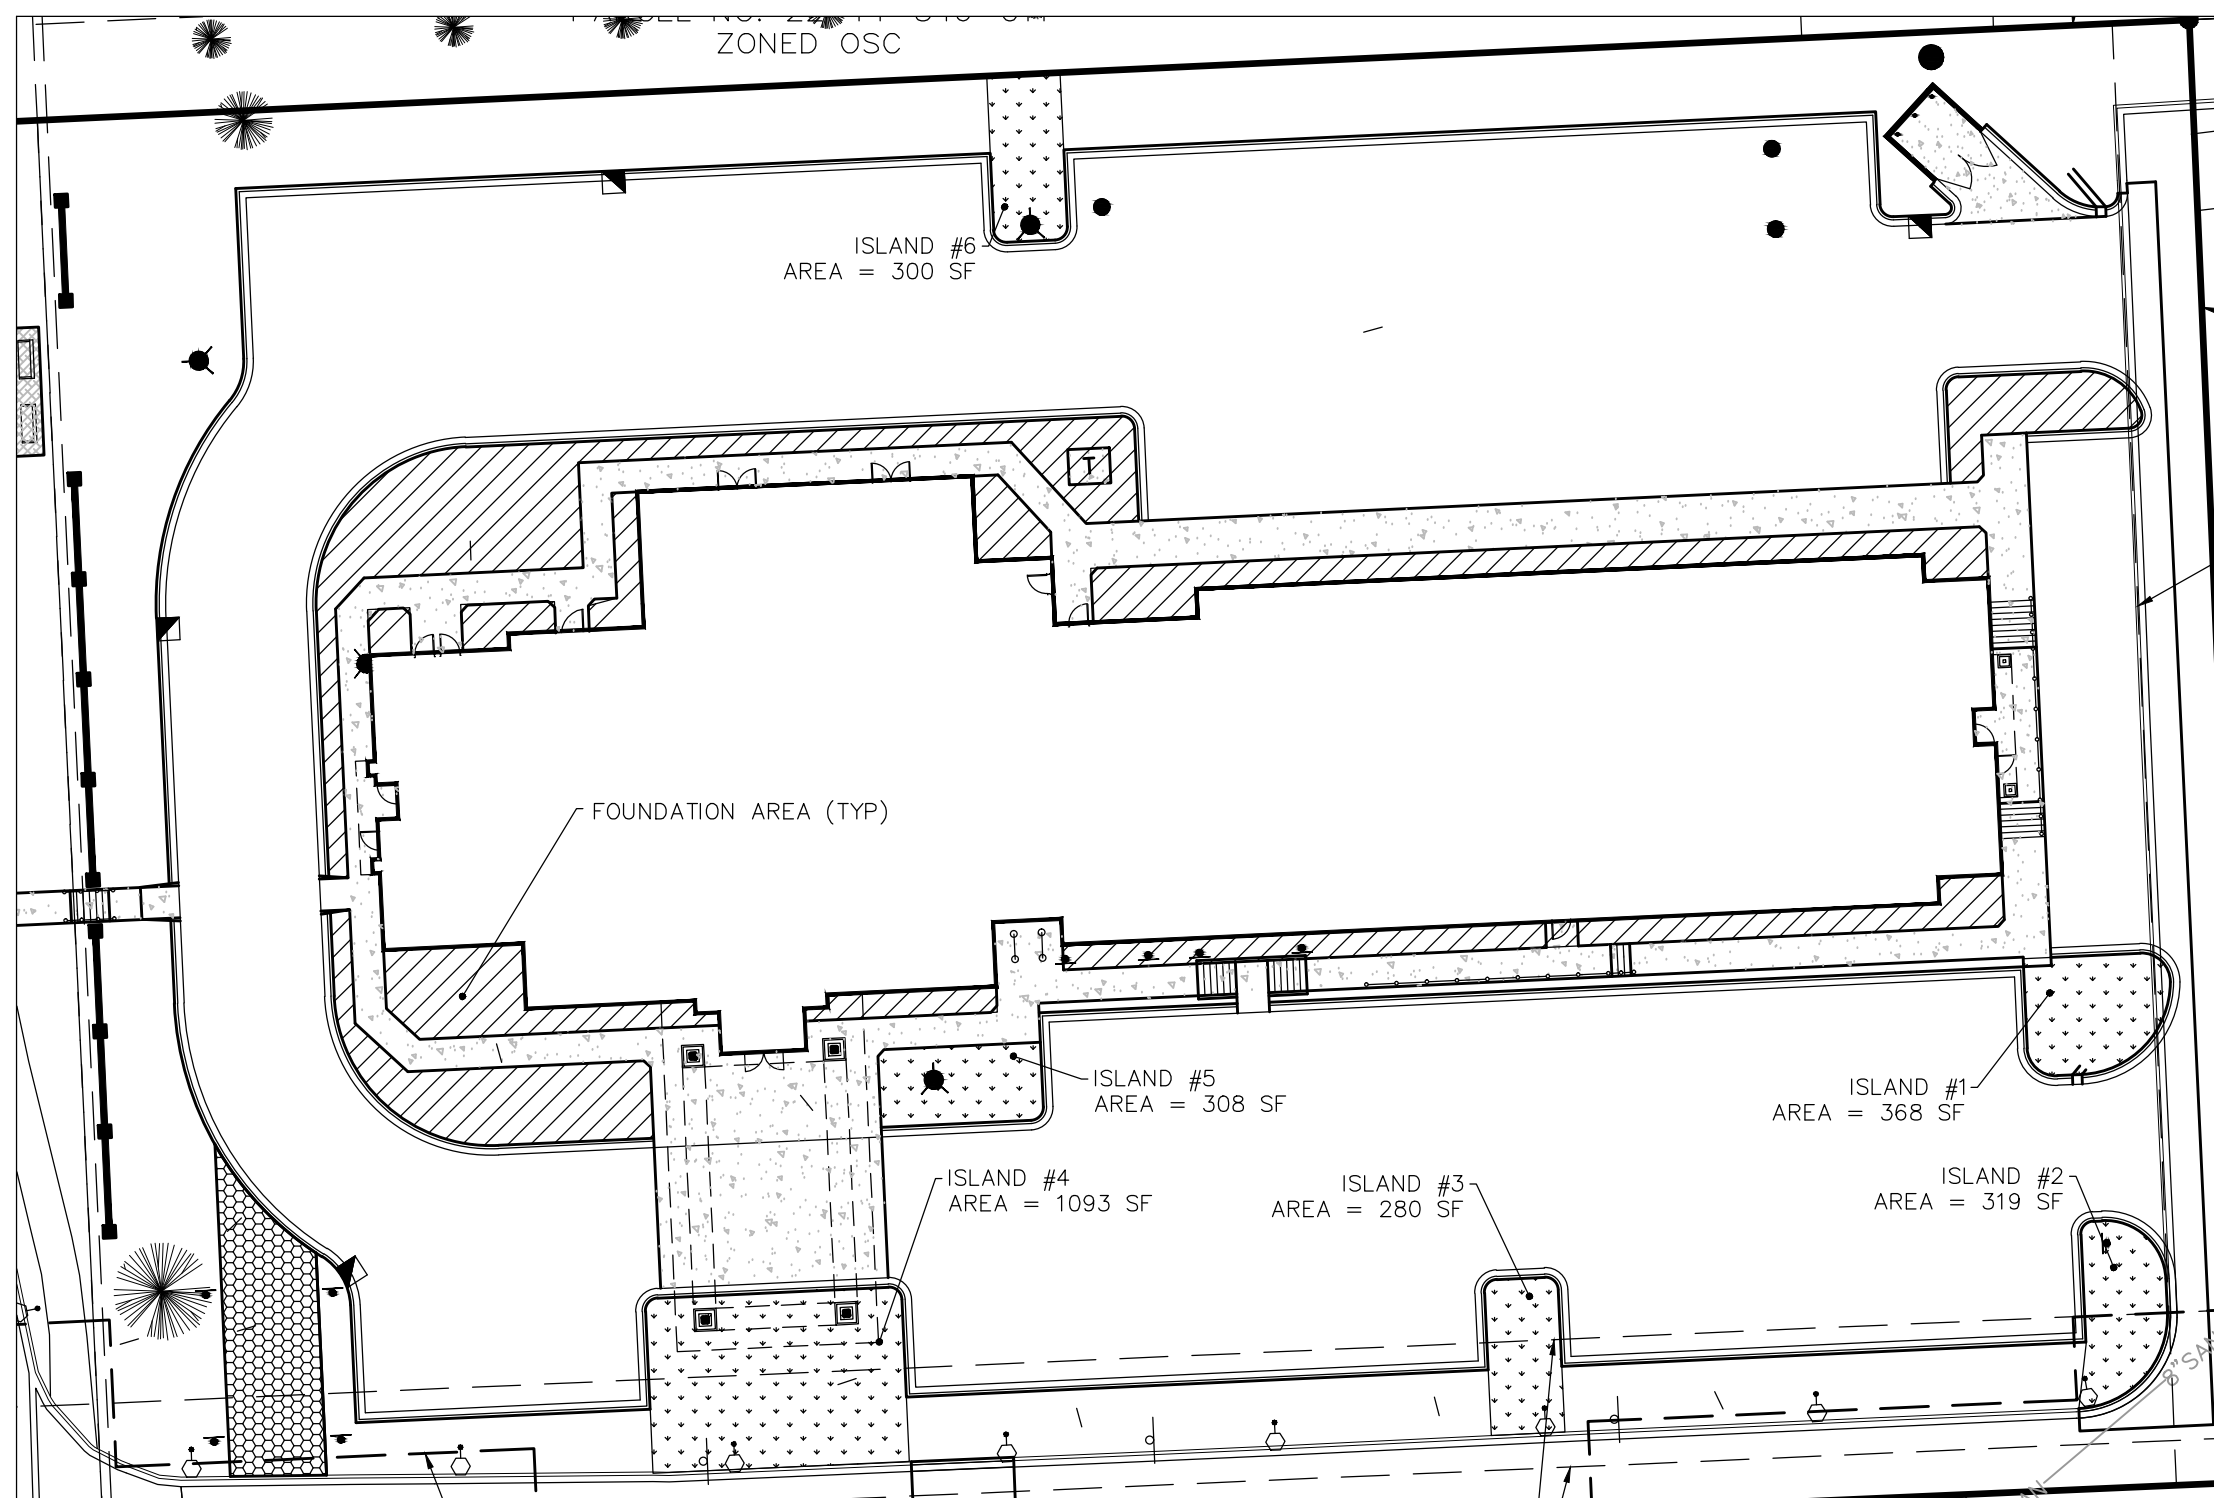 ZONED OSC
ISLAND #6
AREA = 300 SF
T
FOUNDATION AREA (TYP)
ISLAND #5
AREA = 308 SF
ISLAND #1
AREA = 368 SF
ISLAND #4
AREA = 1093 SF
ISLAND #3
AREA = 280 SF
ISLAND #2
AREA = 319 SF